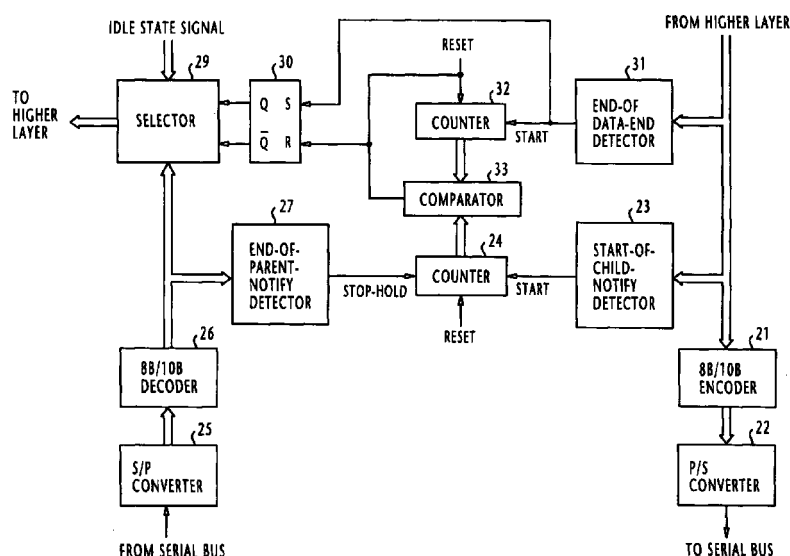 IDLE STATE SIGNAL
FROM HIGHER LAYER
29
30
RESET
31
TO
HIGHER
LAYER
SELECTOR
Q S
Q̅ R
32
COUNTER
START
END-OF
DATA-END
DETECTOR
33
COMPARATOR
27
END-OF-
PARENT-
NOTIFY
DETECTOR
STOP-HOLD
24
COUNTER
START
RESET
23
START-OF-
CHILD-
NOTIFY
DETECTOR
26
8B/10B
DECODER
21
8B/10B
ENCODER
25
S/P
CONVERTER
22
P/S
CONVERTER
FROM SERIAL BUS
TO SERIAL BUS